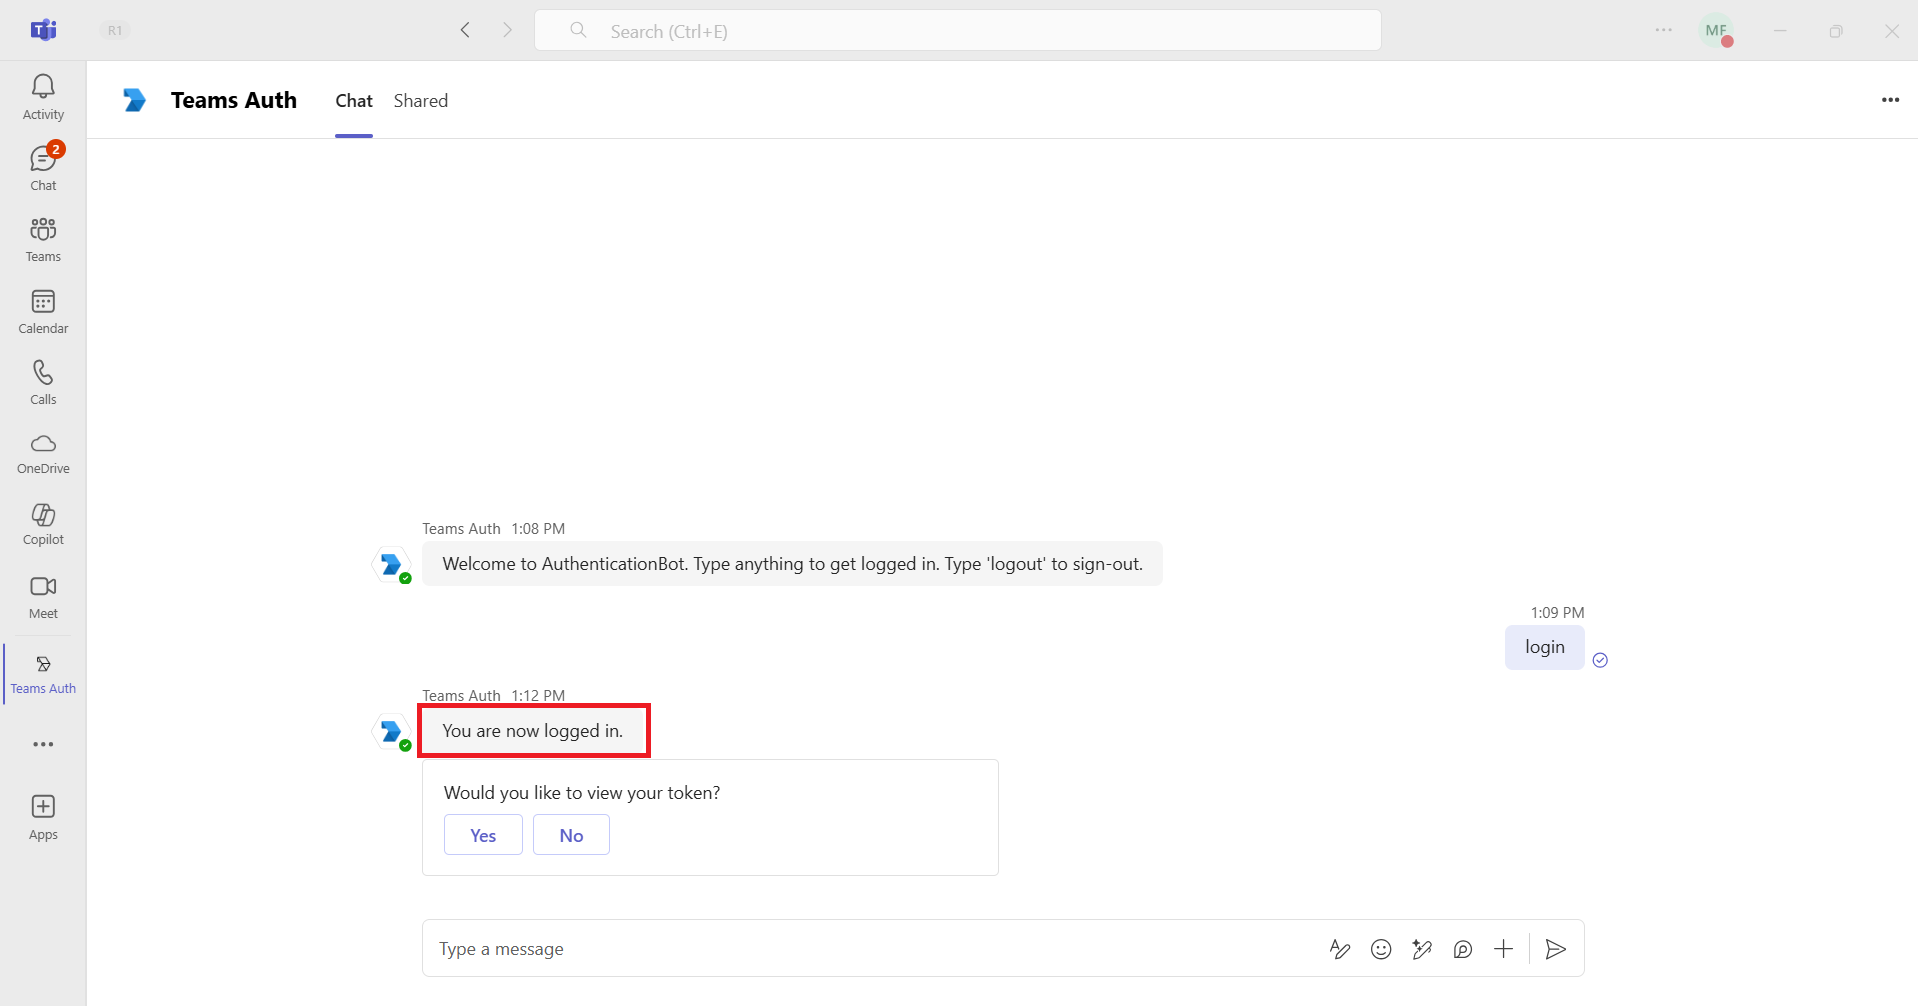 R1
Search (Ctrl+E)
MF
Activity
2
Chat
Teams
Calendar
Calls
OneDrive
Copilot
Meet
Teams Auth
Apps
Teams Auth
Chat
Shared
Teams Auth 1:08 PM
Welcome to AuthenticationBot. Type anything to get logged in. Type 'logout' to sign-out.
1:09 PM
login
Teams Auth 1:12 PM
You are now logged in.
Would you like to view your token?
Yes
No
Type a message